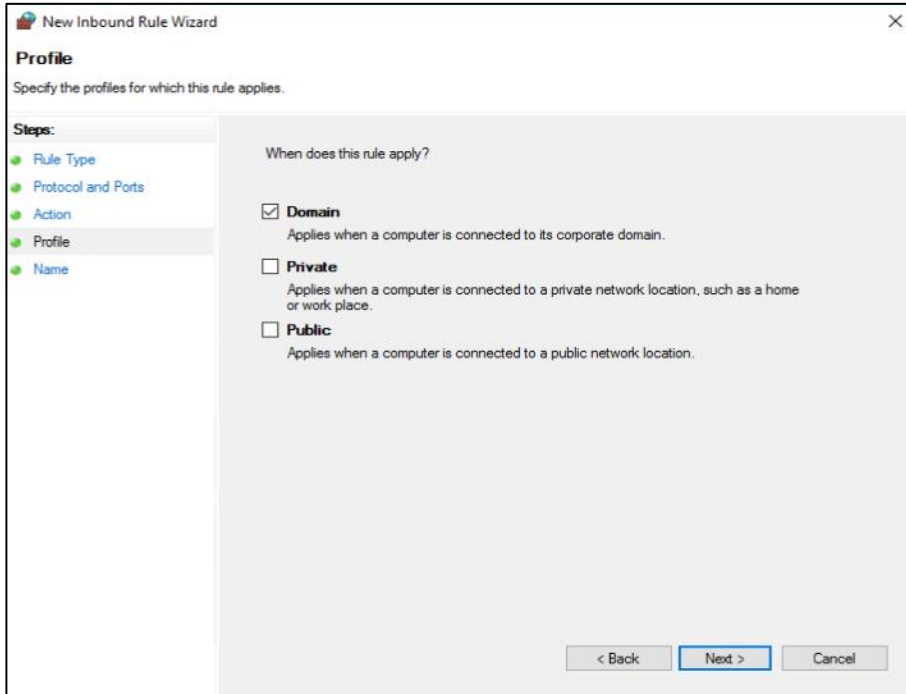 New Inbound Rule Wizard
Profile
Specify the profiles for which this rule applies.
Steps:
Rule Type
Protocol and Ports
Action
Profile
Name
When does this rule apply?
Domain
Applies when a computer is connected to its corporate domain.
Private
Applies when a computer is connected to a private network location, such as a home
or work place.
Public
Applies when a computer is connected to a public network location.
< Back
Next >
Cancel